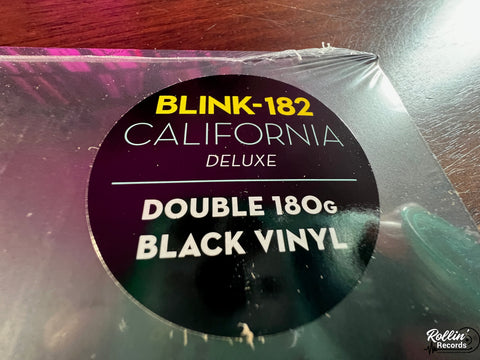 BLINK-182
CALIFORNIA
DELUXE
DOUBLE 180G
BLACK VINYL
Rollin'
Records